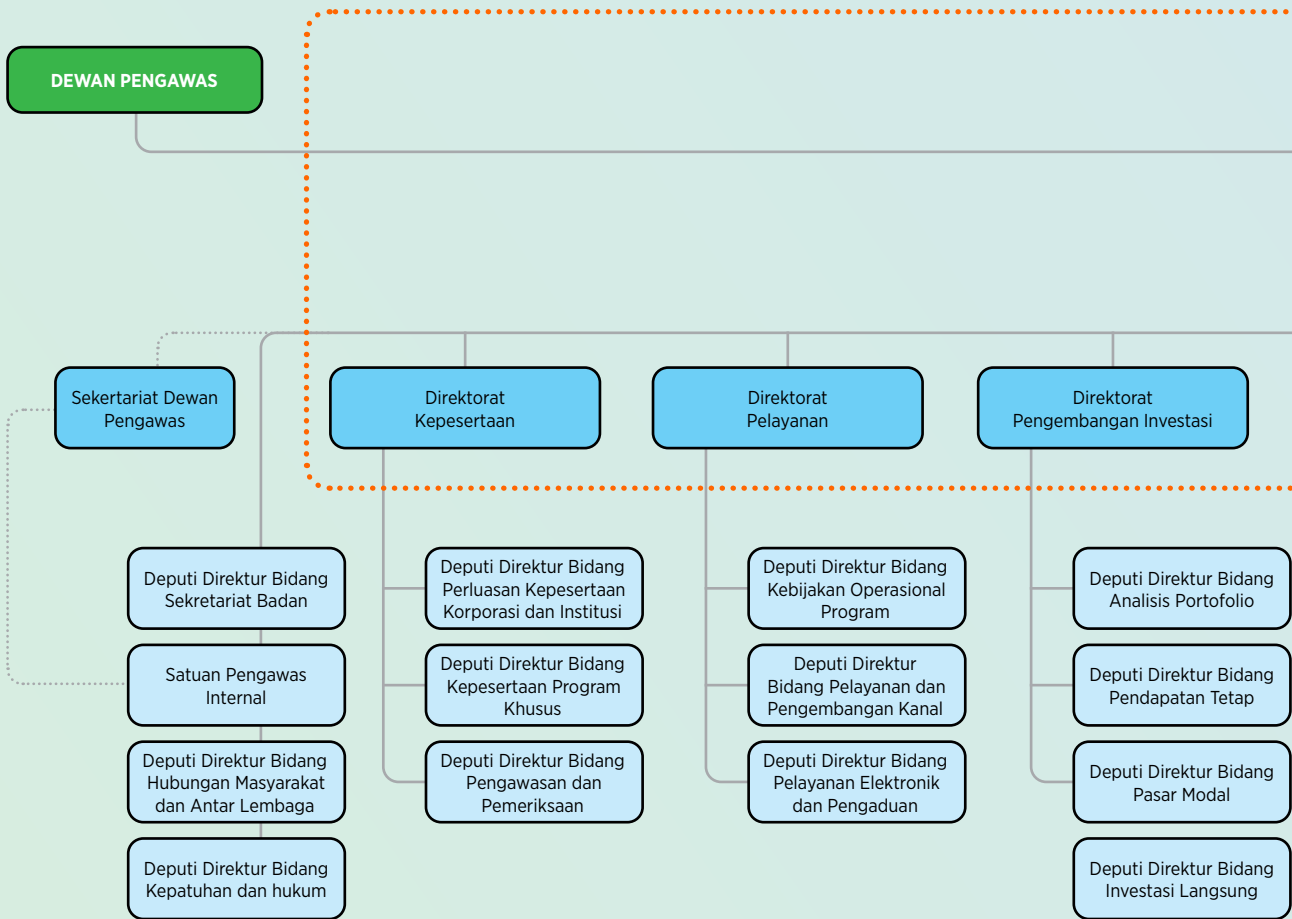 DEWAN PENGAWAS
Sekertariat Dewan
Pengawas
Direktorat
Kepesertaan
Direktorat
Pelayanan
Direktorat
Pengembangan Investasi
Deputi Direktur Bidang
Sekretariat Badan
Satuan Pengawas
Internal
Deputi Direktur Bidang
Hubungan Masyarakat
dan Antar Lembaga
Deputi Direktur Bidang
Kepatuhan dan hukum
Deputi Direktur Bidang
Perluasan Kepesertaan
Korporasi dan Institusi
Deputi Direktur Bidang
Kepesertaan Program
Khusus
Deputi Direktur Bidang
Pengawasan dan
Pemeriksaan
Deputi Direktur Bidang
Kebijakan Operasional
Program
Deputi Direktur
Bidang Pelayanan dan
Pengembangan Kanal
Deputi Direktur Bidang
Pelayanan Elektronik
dan Pengaduan
Deputi Direktur Bidang
Analisis Portofolio
Deputi Direktur Bidang
Pendapatan Tetap
Deputi Direktur Bidang
Pasar Modal
Deputi Direktur Bidang
Investasi Langsung